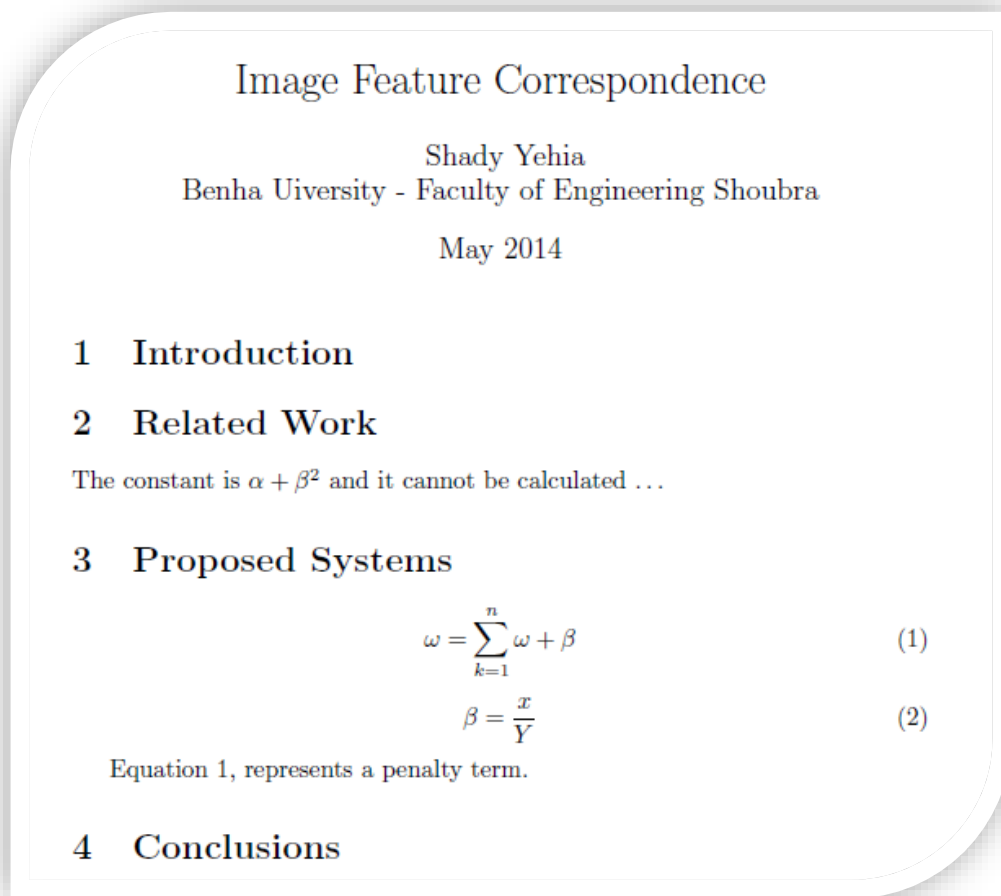 Image Feature Correspondence
Shady Yehia
Benha Uiversity - Faculty of Engineering Shoubra
May 2014
1 Introduction
2 Related Work
The constant is α + β² and it cannot be calculated …
3 Proposed Systems
ω = ∑_{k=1}^{n} ω + β (1)
β = x/Y (2)
Equation 1, represents a penalty term.
4 Conclusions